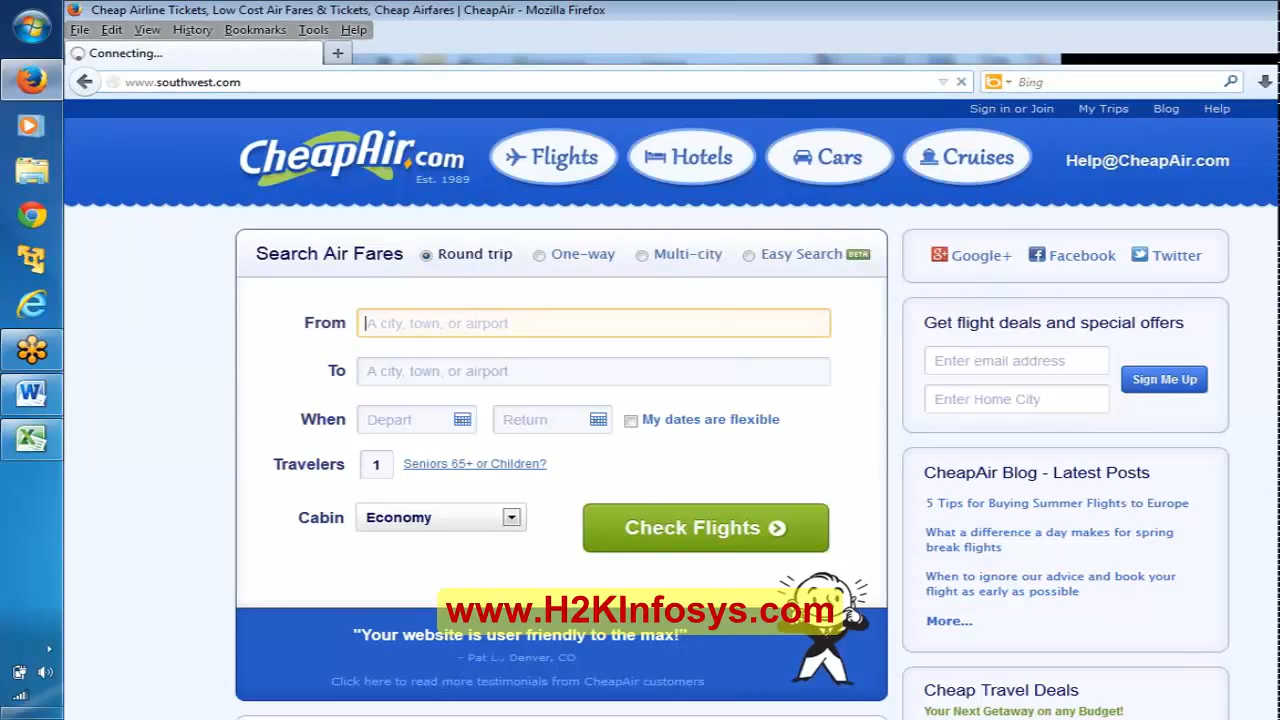 Cheap Airline Tickets, Low Cost Air Fares & Tickets, Cheap Airfares | CheapAir - Mozilla Firefox
File Edit View History Bookmarks Tools Help
Connecting...
www.southwest.com
Bing
Sign in or Join My Trips Blog Help
CheapAir.com
Est. 1989
Flights
Hotels
Cars
Cruises
Help@CheapAir.com
Search Air Fares Round trip One-way Multi-city Easy Search BETA
From A city, town, or airport
To A city, town, or airport
When Depart Return My dates are flexible
Travelers 1 Seniors 65+ or Children?
Cabin Economy
Check Flights
www.H2KInfosys.com
"Your website is user friendly to the max!"
– Pat L., Denver, CO
Click here to read more testimonials from CheapAir customers
Google+ Facebook Twitter
Get flight deals and special offers
Enter email address
Enter Home City
Sign Me Up
CheapAir Blog - Latest Posts
5 Tips for Buying Summer Flights to Europe
What a difference a day makes for spring
break flights
When to ignore our advice and book your
flight as early as possible
More...
Cheap Travel Deals
Your Next Getaway on any Budget!